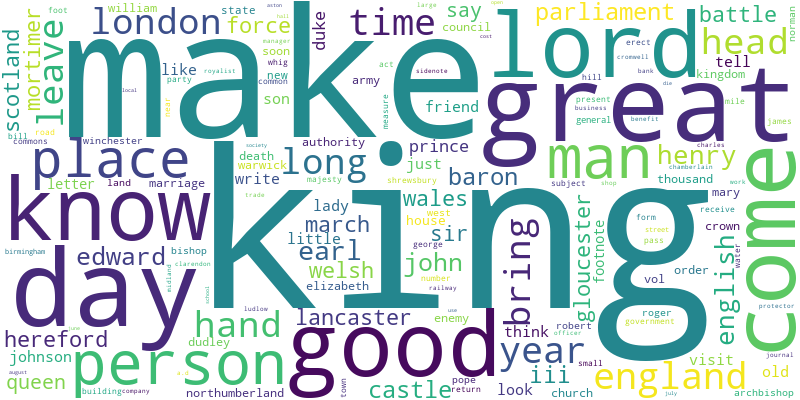 william
state
london
force
duke
time
say
council
soon
whig
large
manager
act
cost
open
aston
hall
lord
parliament
battle
norman
erect
cromwell
sidenote
hill
bank
die
head
tell
kingdom
foot
scotland
mortimer
leave
like
party
royalist
common
new
son
army
measure
friend
make
great
present
business
general
benefit
mile
james
bill
road
commons
winchester
local
near
place
long
authority
society
death
warwick
write
majesty
trade
just
prince
baron
shrewsbury
man
henry
charles
chamberlain
subject
shop
thousand
work
mary
letter
land
marriage
know
king
lady
march
little
earl
elizabeth
welsh
wales
house
west
sir
george
john
number
railway
bring
gloucester
footnote
form
street
pass
receive
crown
vol
order
roger
government
english
water
come
protector
edward
bishop
birmingham
midland
clarendon
day
school
ludlow
hereford
hand
lancaster
enemy
use
think
robert
officer
johnson
person
dudley
good
year
iii
small
england
visit
old
july
journal
archbishop
queen
august
june
building
company
a.d
northumberland
town
castle
pope
return
look
church